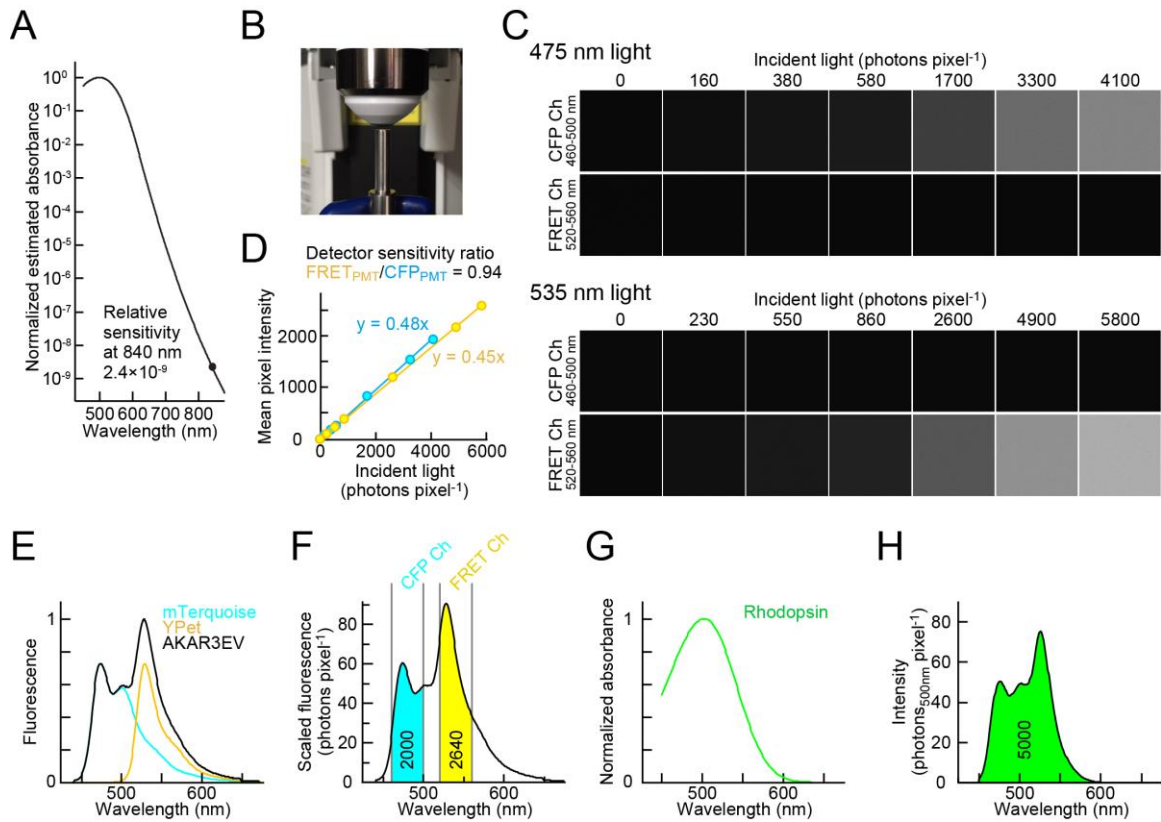 A
10⁰
10⁻¹
10⁻²
10⁻³
10⁻⁴
10⁻⁵
10⁻⁶
10⁻⁷
10⁻⁸
10⁻⁹
Normalized estimated absorbance
Relative
sensitivity
at 840 nm
2.4×10⁻⁹
500 600 700 800
Wavelength (nm)
B
C
475 nm light
Incident light (photons pixel⁻¹)
0 160 380 580 1700 3300 4100
CFP Ch
460-500 nm
FRET Ch
520-560 nm
535 nm light
Incident light (photons pixel⁻¹)
0 230 550 860 2600 4900 5800
CFP Ch
460-500 nm
FRET Ch
520-560 nm
D
Detector sensitivity ratio
FRET_PMT/CFP_PMT = 0.94
Mean pixel intensity
2000
1000
0
y = 0.48x
y = 0.45x
0 2000 4000 6000
Incident light
(photons pixel⁻¹)
E
Fluorescence
1
0
mTerquoise
YPet
AKAR3EV
500 600
Wavelength (nm)
F
CFP Ch
FRET Ch
Scaled fluorescence
(photons pixel⁻¹)
80
60
40
20
0
2000
2640
500 600
Wavelength (nm)
G
Normalized absorbance
1
0
Rhodopsin
500 600
Wavelength (nm)
H
Intensity
(photons₅₀₀ₙₘ pixel⁻¹)
80
60
40
20
0
5000
500 600
Wavelength (nm)